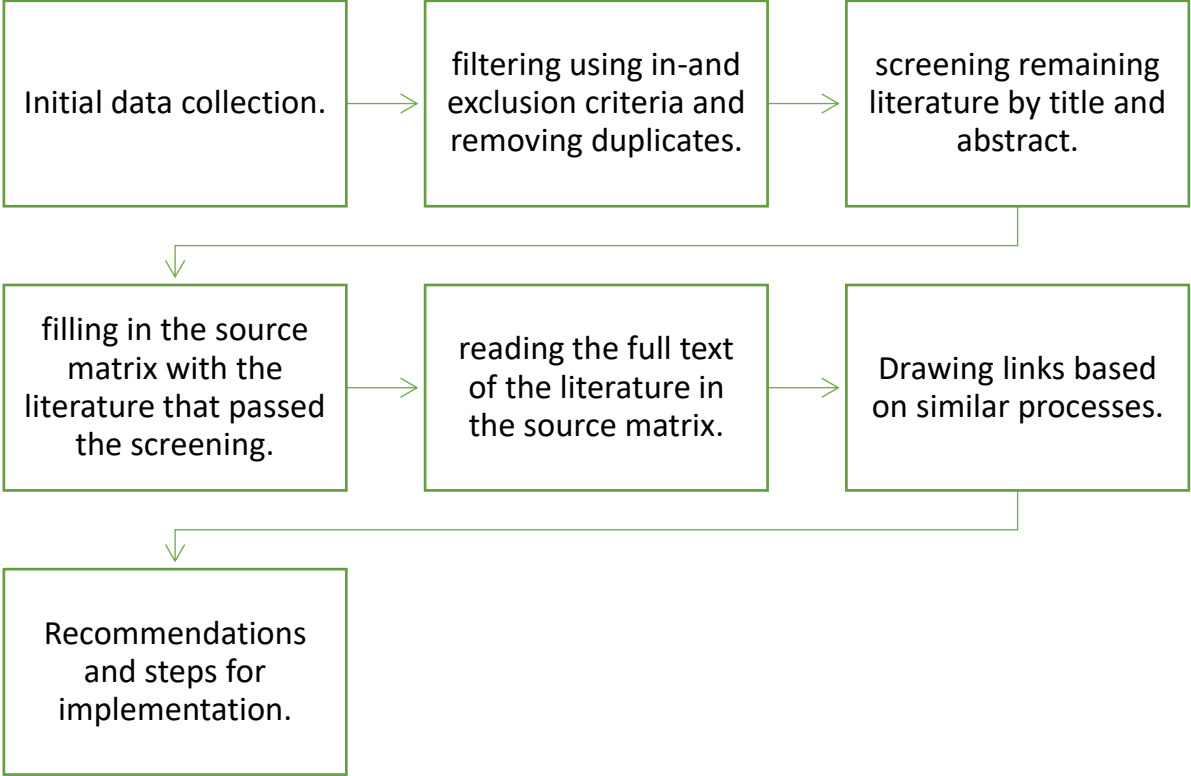 Initial data collection.
filtering using in-and
exclusion criteria and
removing duplicates.
screening remaining
literature by title and
abstract.
filling in the source
matrix with the
literature that passed
the screening.
reading the full text
of the literature in
the source matrix.
Drawing links based
on similar processes.
Recommendations
and steps for
implementation.